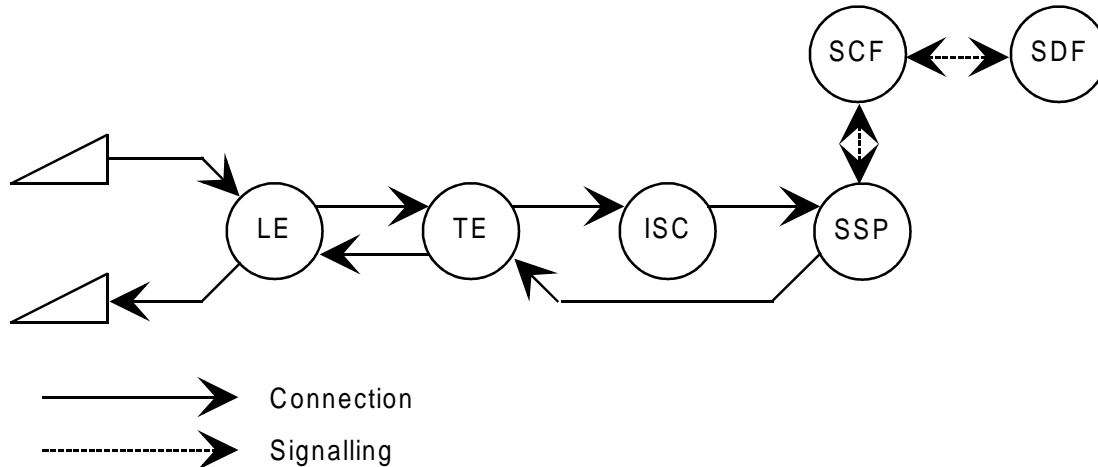 SCF
SDF
LE
TE
ISC
SSP
Connection
Signalling